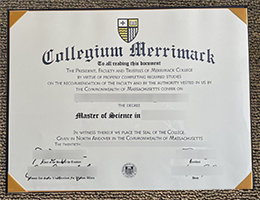 Collegium Merrimack
To all reading this document
The President, Faculty and Trustees of Merrimack College
by virtue of properly completing required studies
on the recommendation of the faculty and by the authority vested in us by
the Commonwealth of Massachusetts confer on
the degree
Master of Science in
In witness thereof we place the seal of the College.
Given in North Andover in the Commonwealth of Massachusetts
the twentieth